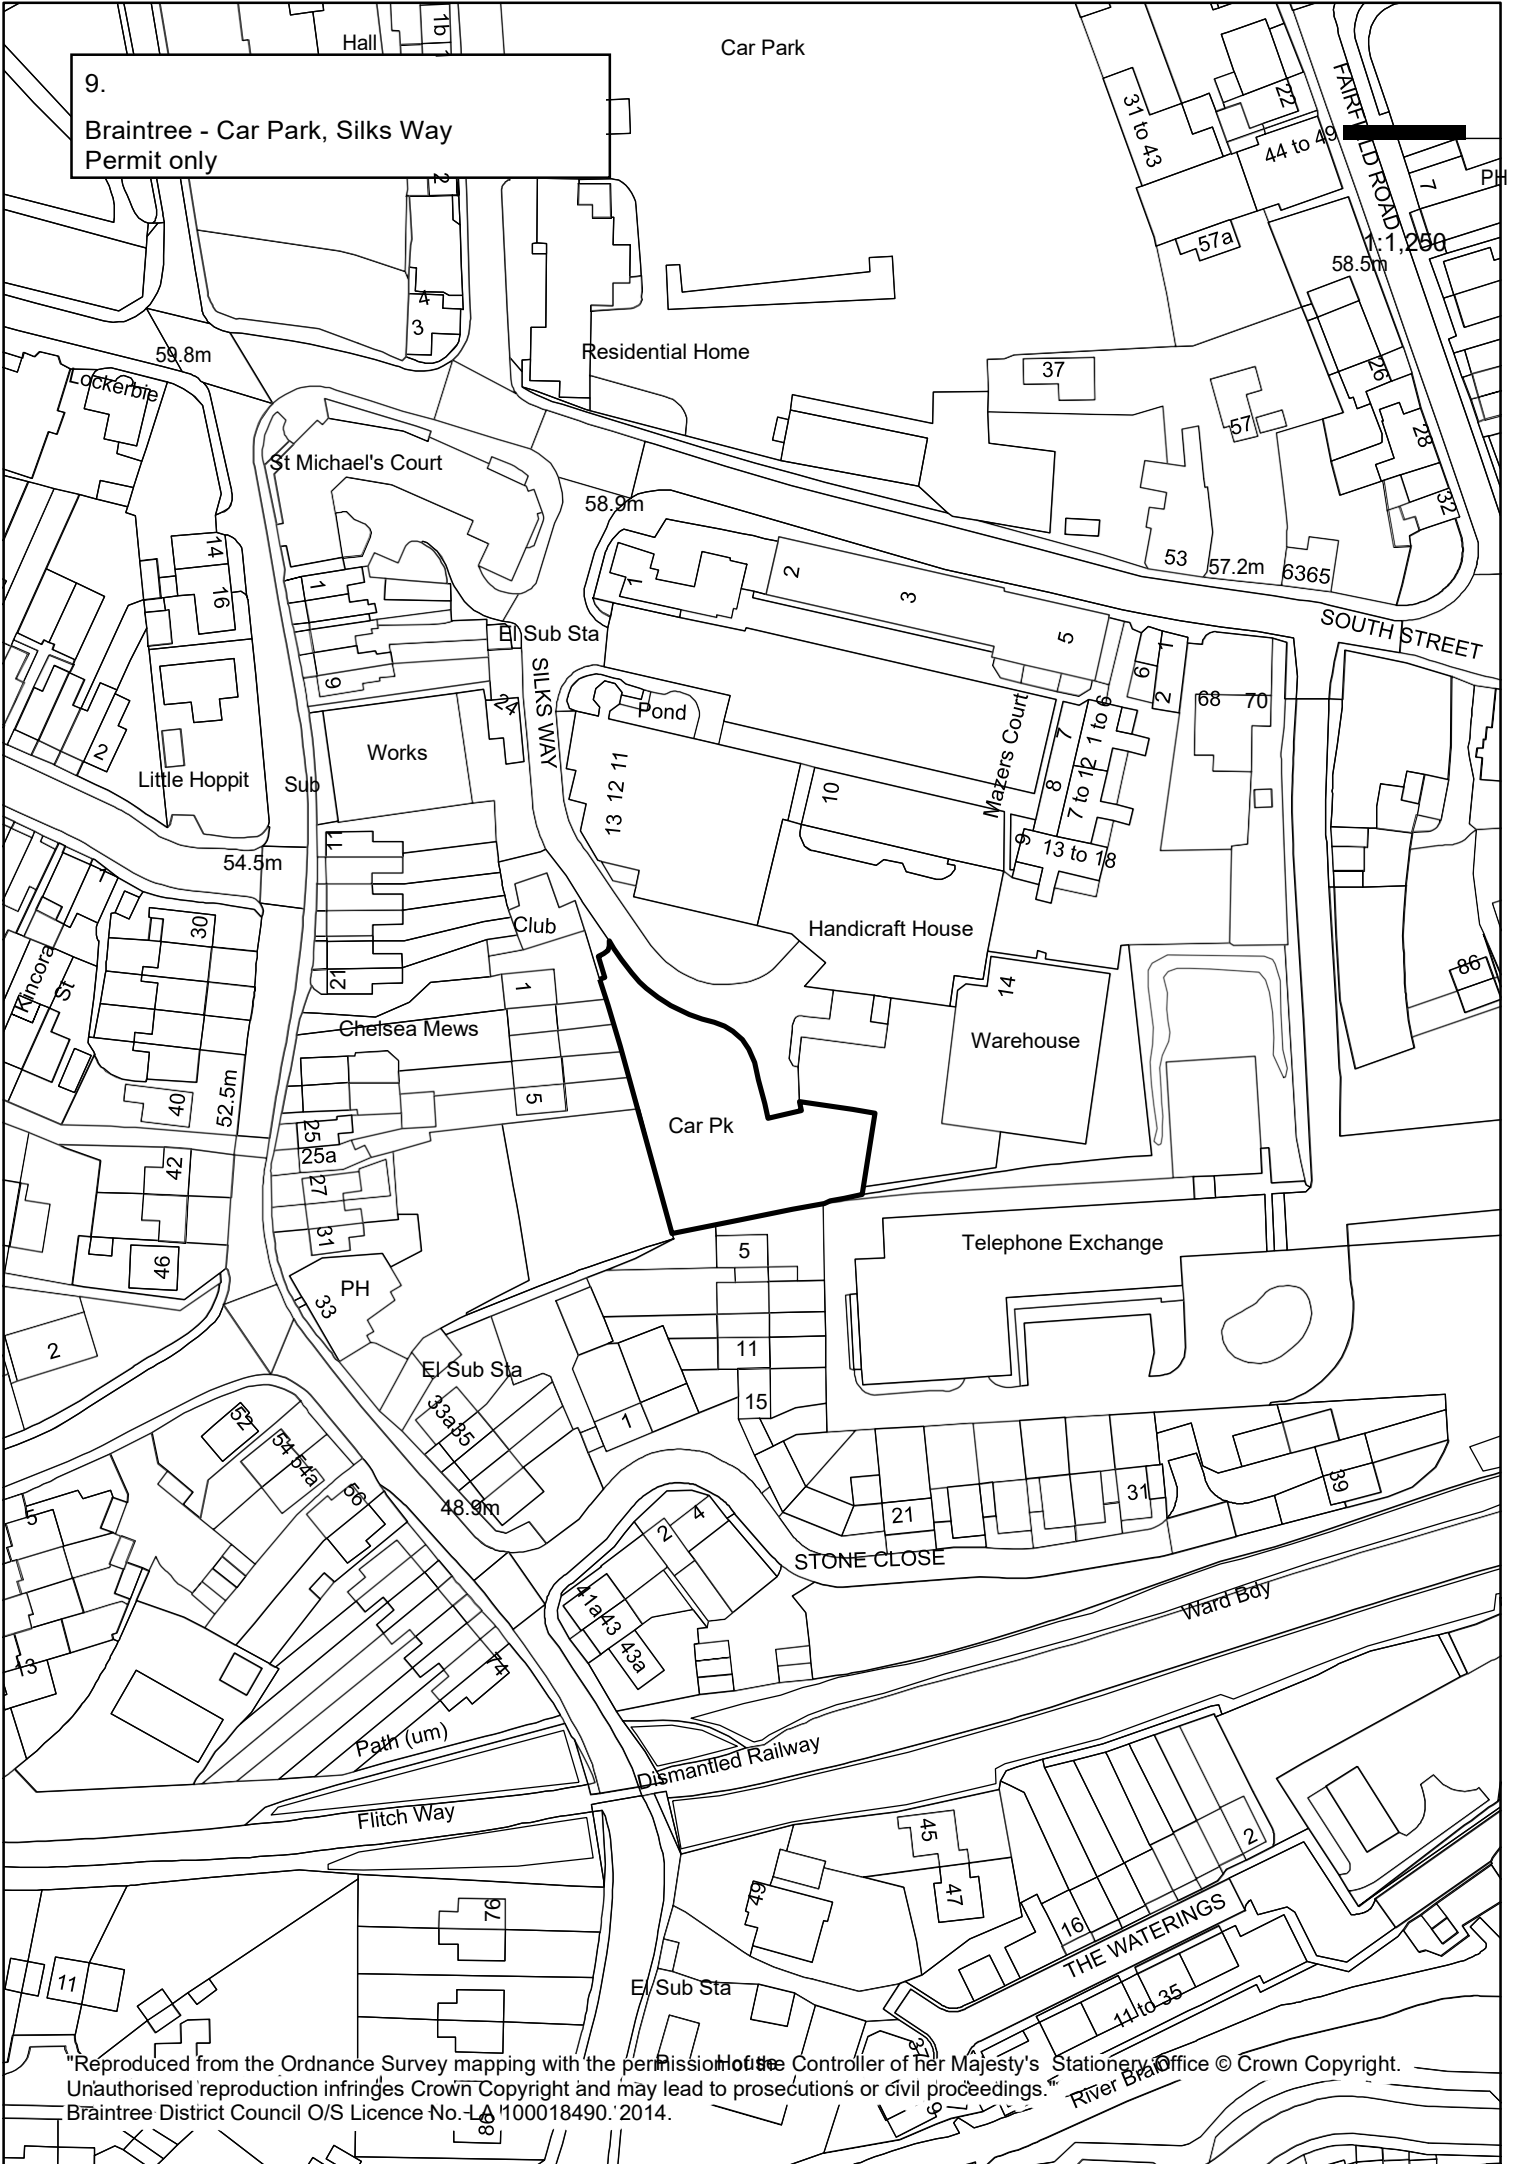 Hall
1b
Car Park
9.
Braintree - Car Park, Silks Way
Permit only
2
31 to 43
22
44 to 49
FAIRFIELD ROAD
7
PH
57a
1:1,250
58.5m
4
3
59.8m
Lockerbie
Residential Home
37
26
57
28
St Michael's Court
58.9m
32
14
16
1
1
2
3
5
53
57.2m
6365
SOUTH STREET
El Sub Sta
9
24
SILKS WAY
Pond
Mazers Court
6
1
2
68
70
1 to 6
7
8
7 to 12
9
13 to 18
2
Works
Little Hoppit
Sub
13 12 11
10
11
54.5m
1
30
Club
Handicraft House
Kincora
St
21
1
14
86
Chelsea Mews
Warehouse
52.5m
40
5
Car Pk
25
25a
42
27
31
46
5
Telephone Exchange
PH
33
2
11
El Sub Sta
15
52
33a35
1
54 54a
56
48.9m
21
31
39
5
2
4
STONE CLOSE
41a43
43a
Ward Bdy
13
74
Path (um)
Dismantled Railway
Flitch Way
45
2
47
49
76
16
THE WATERINGS
11
El Sub Sta
11 to 35
37
House
"Reproduced from the Ordnance Survey mapping with the permission of the Controller of her Majesty's Stationery Office © Crown Copyright.
Unauthorised reproduction infringes Crown Copyright and may lead to prosecutions or civil proceedings."
River Brain
Braintree District Council O/S Licence No. LA 100018490. 2014.